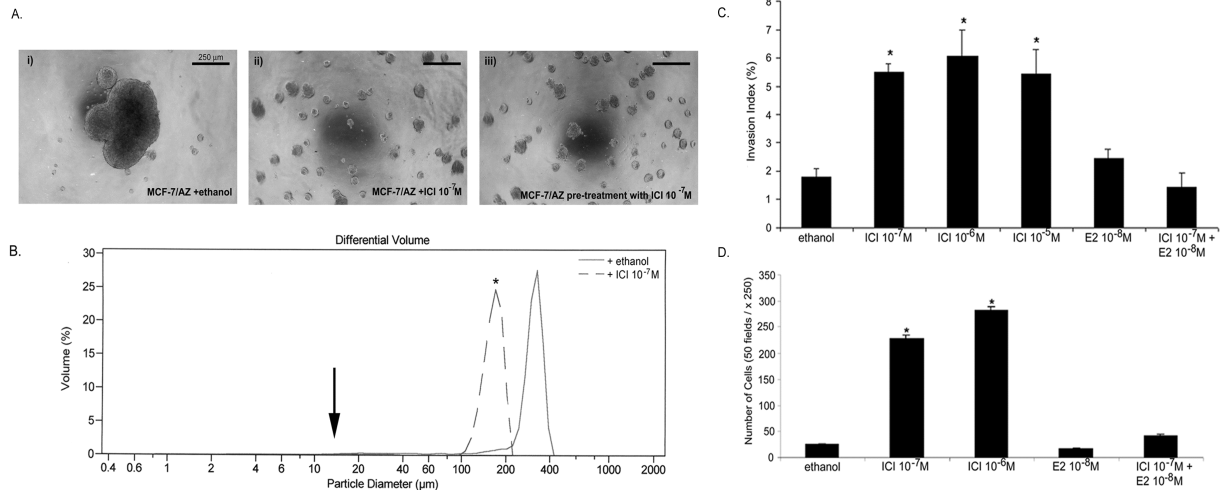 A.
i)
250 µm
MCF-7/AZ +ethanol
ii)
MCF-7/AZ +ICI 10⁻⁷M
iii)
MCF-7/AZ pre-treatment with ICI 10⁻⁷M
B.
Differential Volume
Volume (%)
30
25
20
15
10
5
0
+ ethanol
+ ICI 10⁻⁷M
*
0.4 0.6 1 2 4 6 10 20 40 60 100 200 400 1000 2000
Particle Diameter (µm)
C.
Invasion Index (%)
8
7
6
5
4
3
2
1
0
* * *
ethanol ICI 10⁻⁷M ICI 10⁻⁶M ICI 10⁻⁵M E2 10⁻⁸M ICI 10⁻⁷M +
E2 10⁻⁸M
D.
Number of Cells (50 fields / x 250)
350
300
250
200
150
100
50
0
* *
ethanol ICI 10⁻⁷M ICI 10⁻⁶M E2 10⁻⁸M ICI 10⁻⁷M +
E2 10⁻⁸M